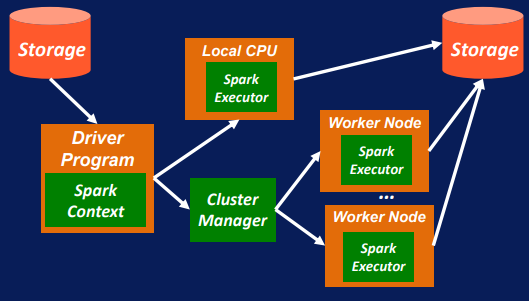 Storage
Local CPU
Spark
Executor
Storage
Driver
Program
Spark
Context
Cluster
Manager
Worker Node
Spark
Executor
...
Worker Node
Spark
Executor